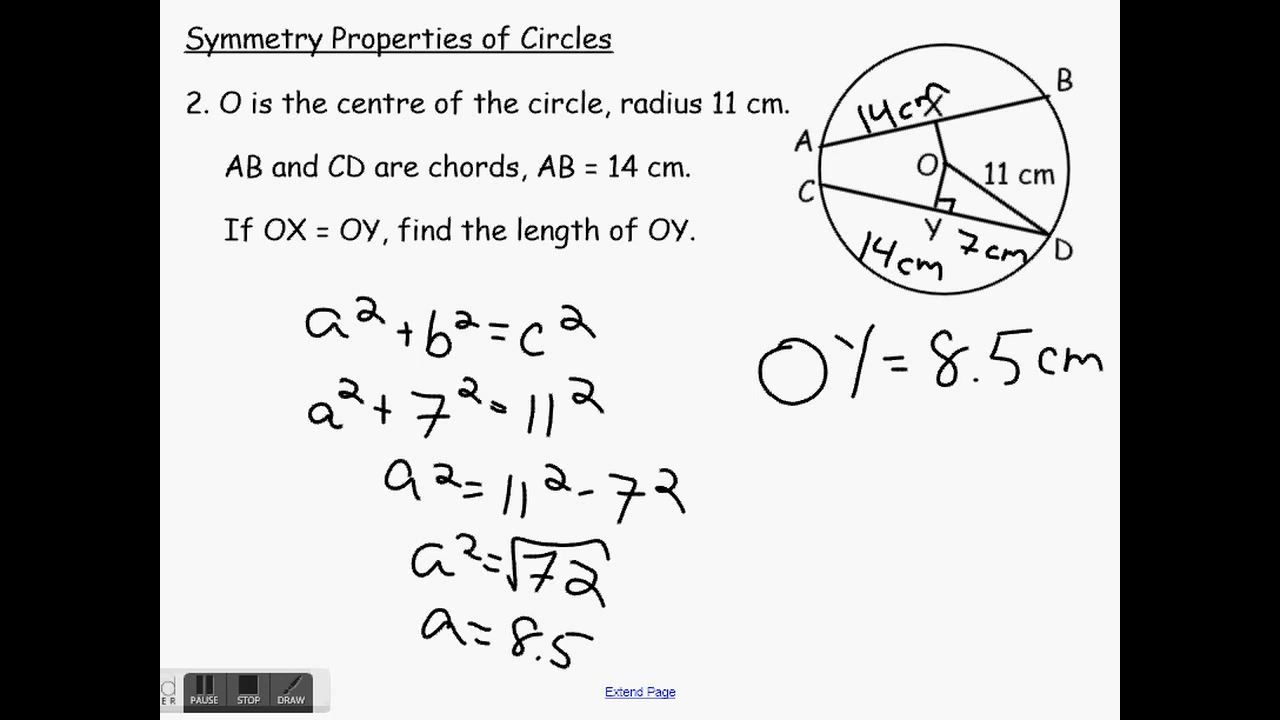 Symmetry Properties of Circles
2. O is the centre of the circle, radius 11 cm.
AB and CD are chords, AB = 14 cm.
If OX = OY, find the length of OY.
B
14cm X
A
O
11 cm
C
Y
7cm
D
14cm
a² + b² = c²
a² + 7² = 11²
a² = 11² - 7²
a² = √72
a = 8.5
OY = 8.5cm
d
ER
PAUSE STOP DRAW
Extend Page